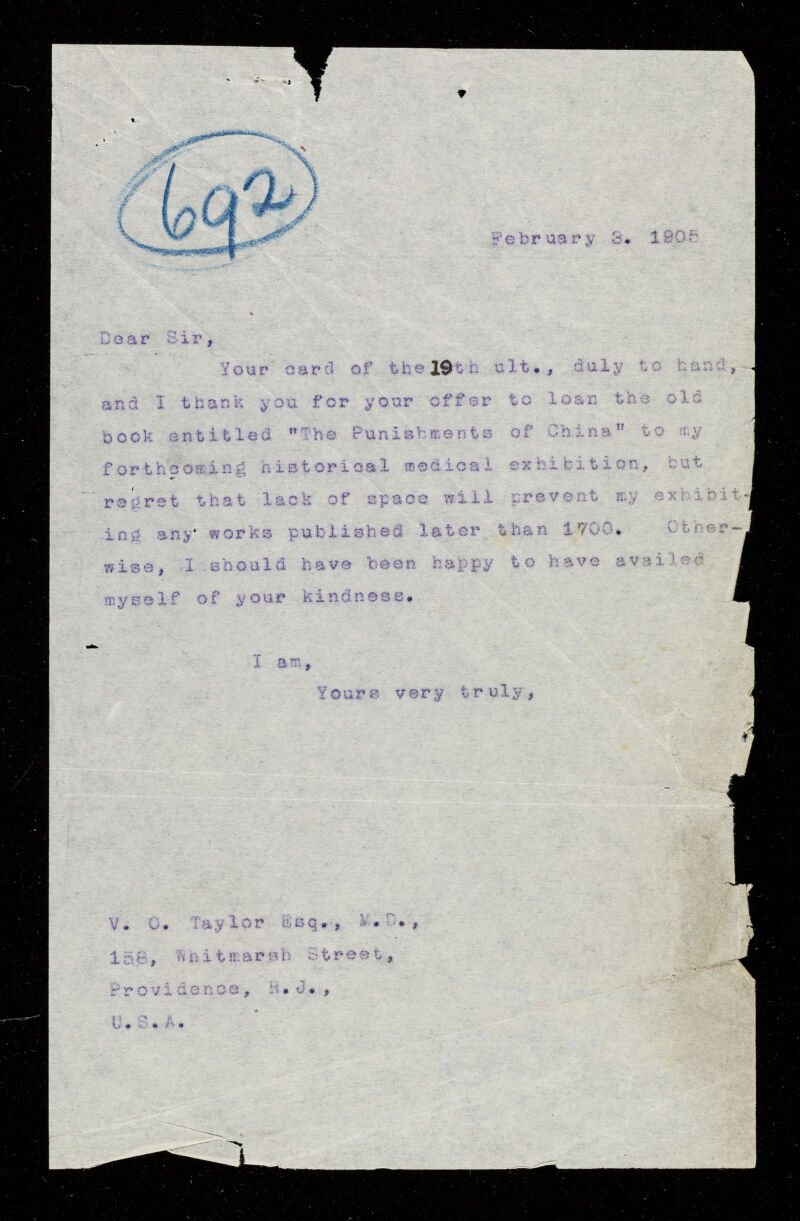 692
February 3. 1905
Dear Sir,
Your card of the 19th ult., duly to hand,
and I thank you for your offer to loan the old
book entitled "The Punishments of China" to my
forthcoming historical medical exhibition, but
regret that lack of space will prevent my exhibit-
ing any works published later than 1700. Other-
wise, I should have been happy to have availed
myself of your kindness.
I am,
Yours very truly,
V. O. Taylor Esq., M.D.,
158, Whitmarsh Street,
Providence, R.J.,
U.S.A.